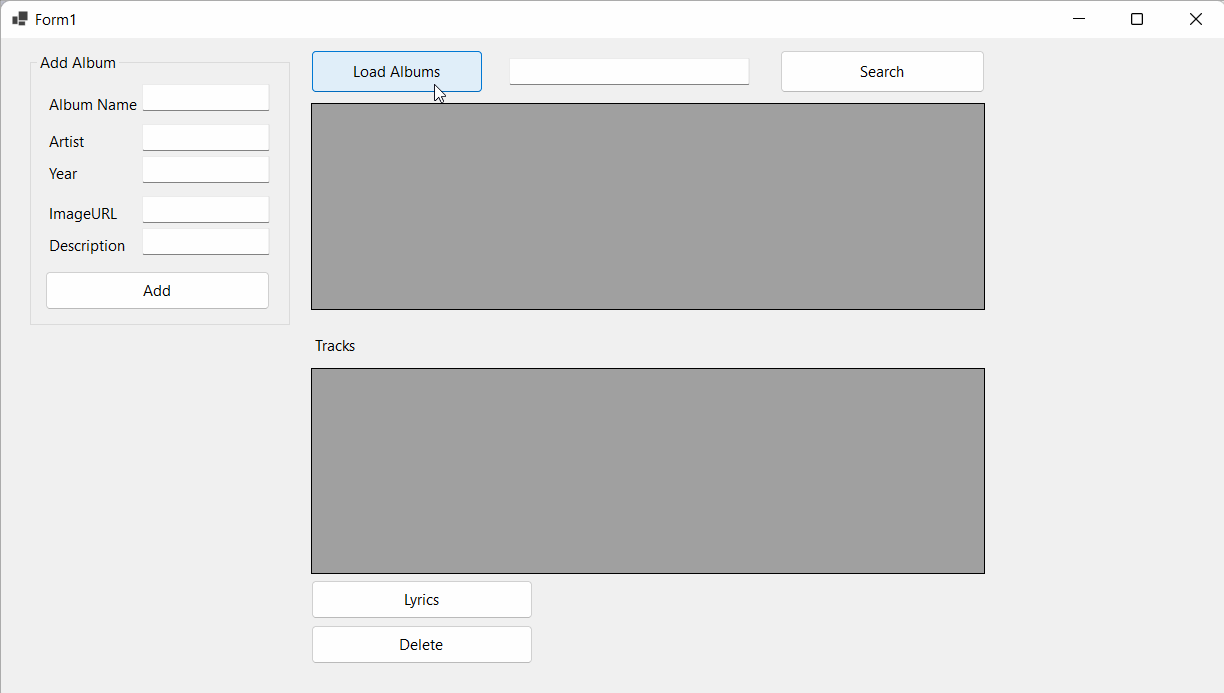 Form1
Add Album
Album Name
Artist
Year
ImageURL
Description
Add
Load Albums
Search
Tracks
Lyrics
Delete